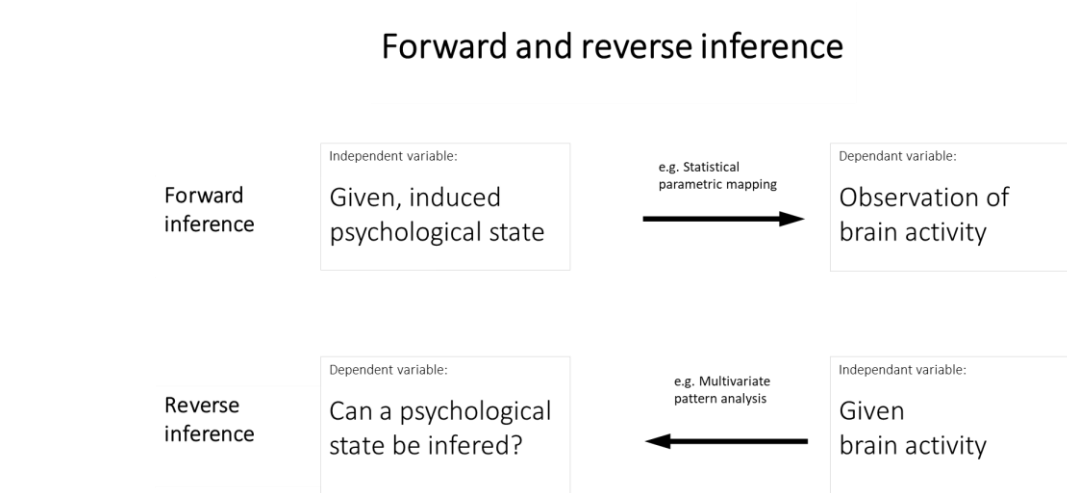 Forward and reverse inference
Forward
inference
Independent variable:
Given, induced
psychological state
e.g. Statistical
parametric mapping
Dependant variable:
Observation of
brain activity
Reverse
inference
Dependent variable:
Can a psychological
state be infered?
e.g. Multivariate
pattern analysis
Independant variable:
Given
brain activity